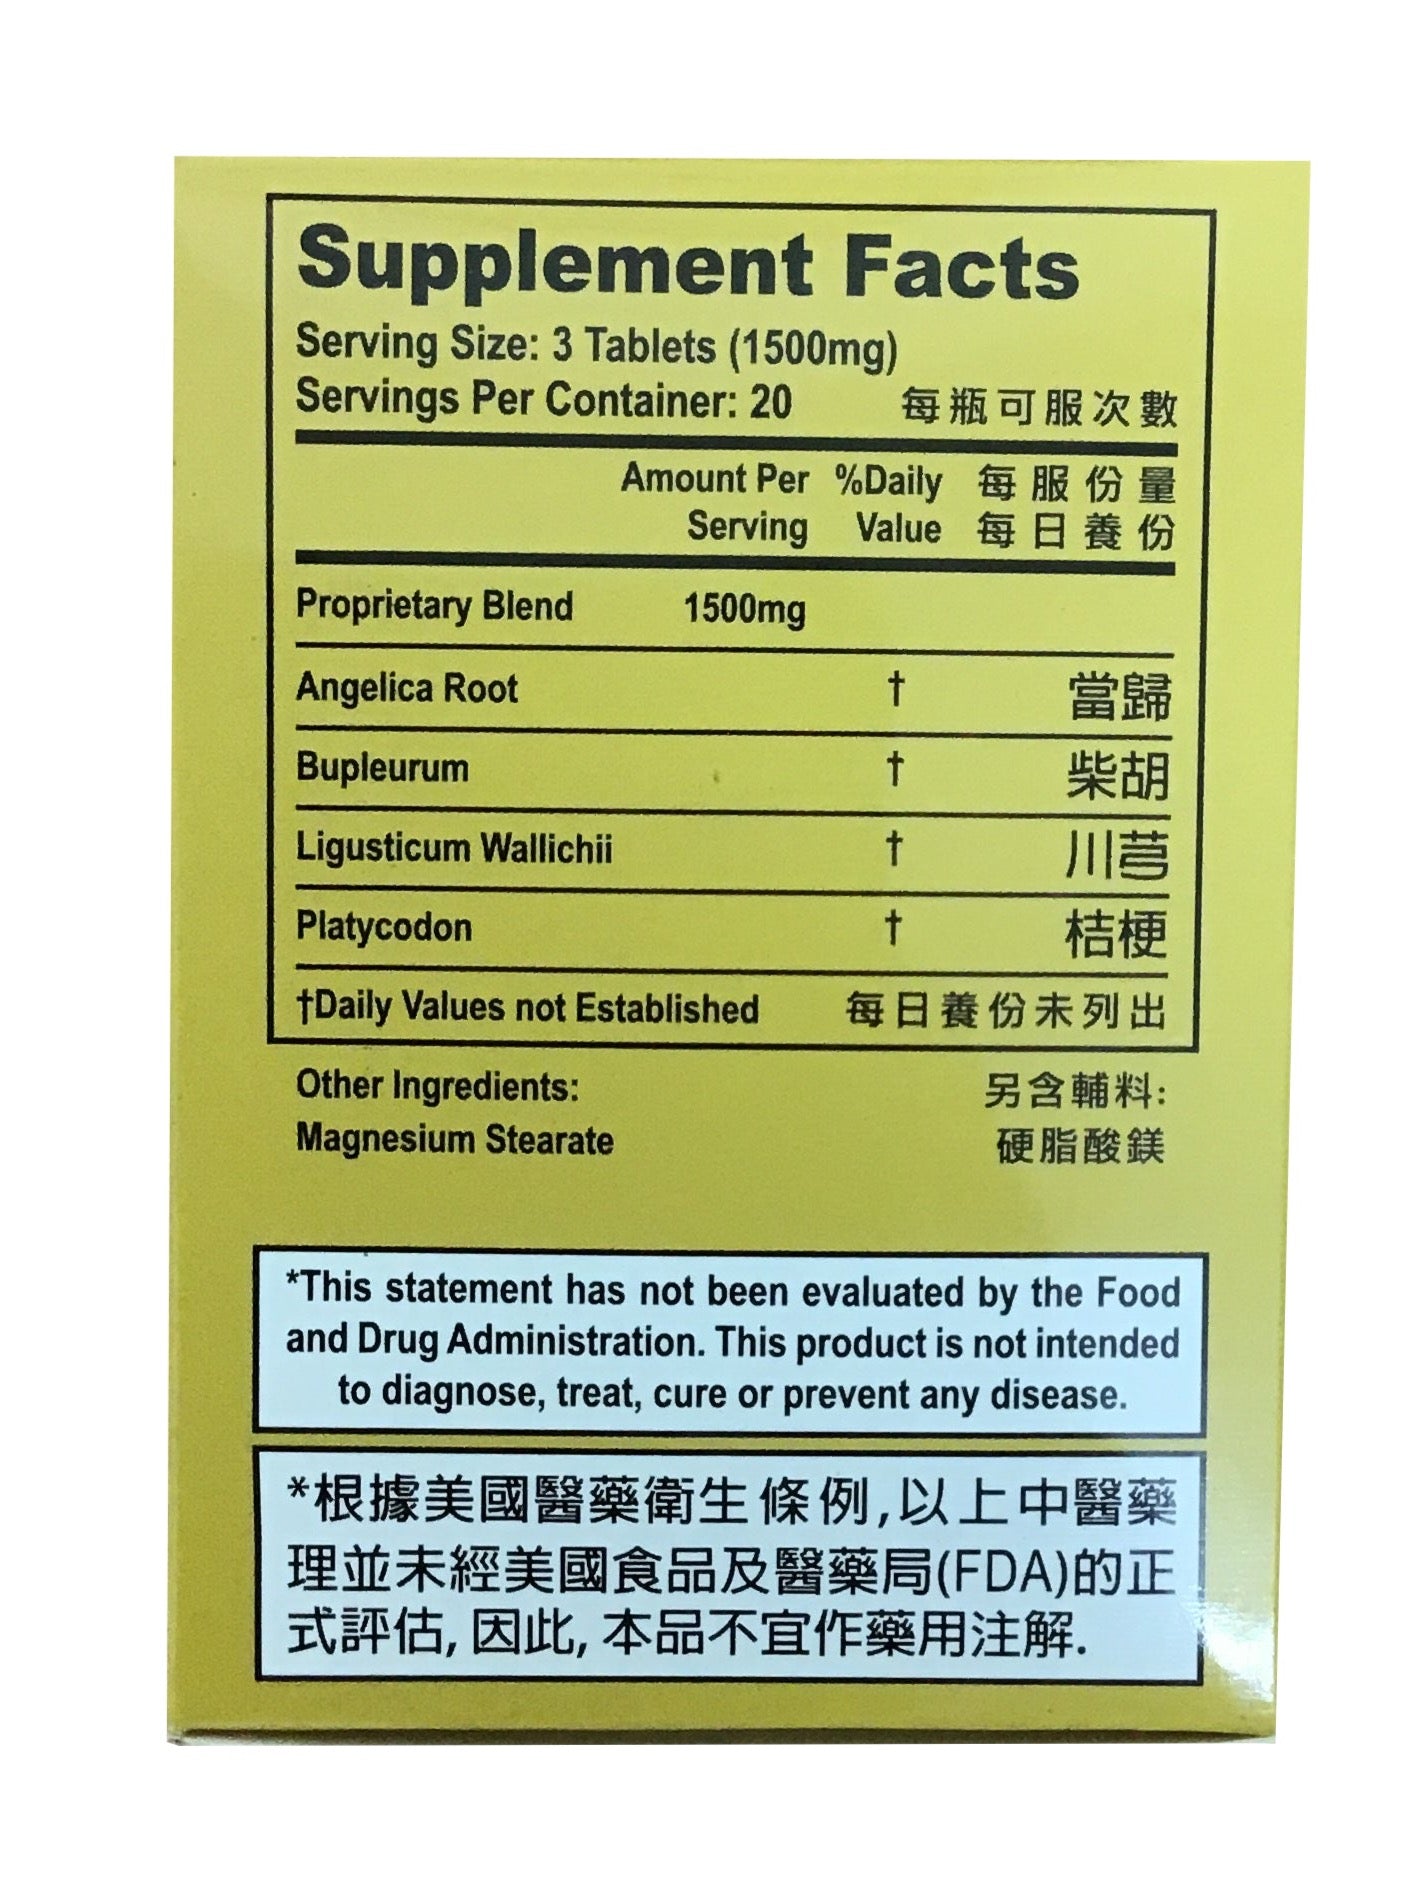 Supplement Facts
Serving Size: 3 Tablets (1500mg)
Servings Per Container: 20 每瓶可服次數
Amount Per %Daily 每服份量
Serving Value 每日養份
Proprietary Blend 1500mg
Angelica Root † 當歸
Bupleurum † 柴胡
Ligusticum Wallichii † 川芎
Platycodon † 桔梗
†Daily Values not Established 每日養份未列出
Other Ingredients: 另含輔料:
Magnesium Stearate 硬脂酸鎂
*This statement has not been evaluated by the Food
and Drug Administration. This product is not intended
to diagnose, treat, cure or prevent any disease.
*根據美國醫藥衛生條例,以上中醫藥
理並未經美國食品及醫藥局(FDA)的正
式評估, 因此, 本品不宜作藥用注解.